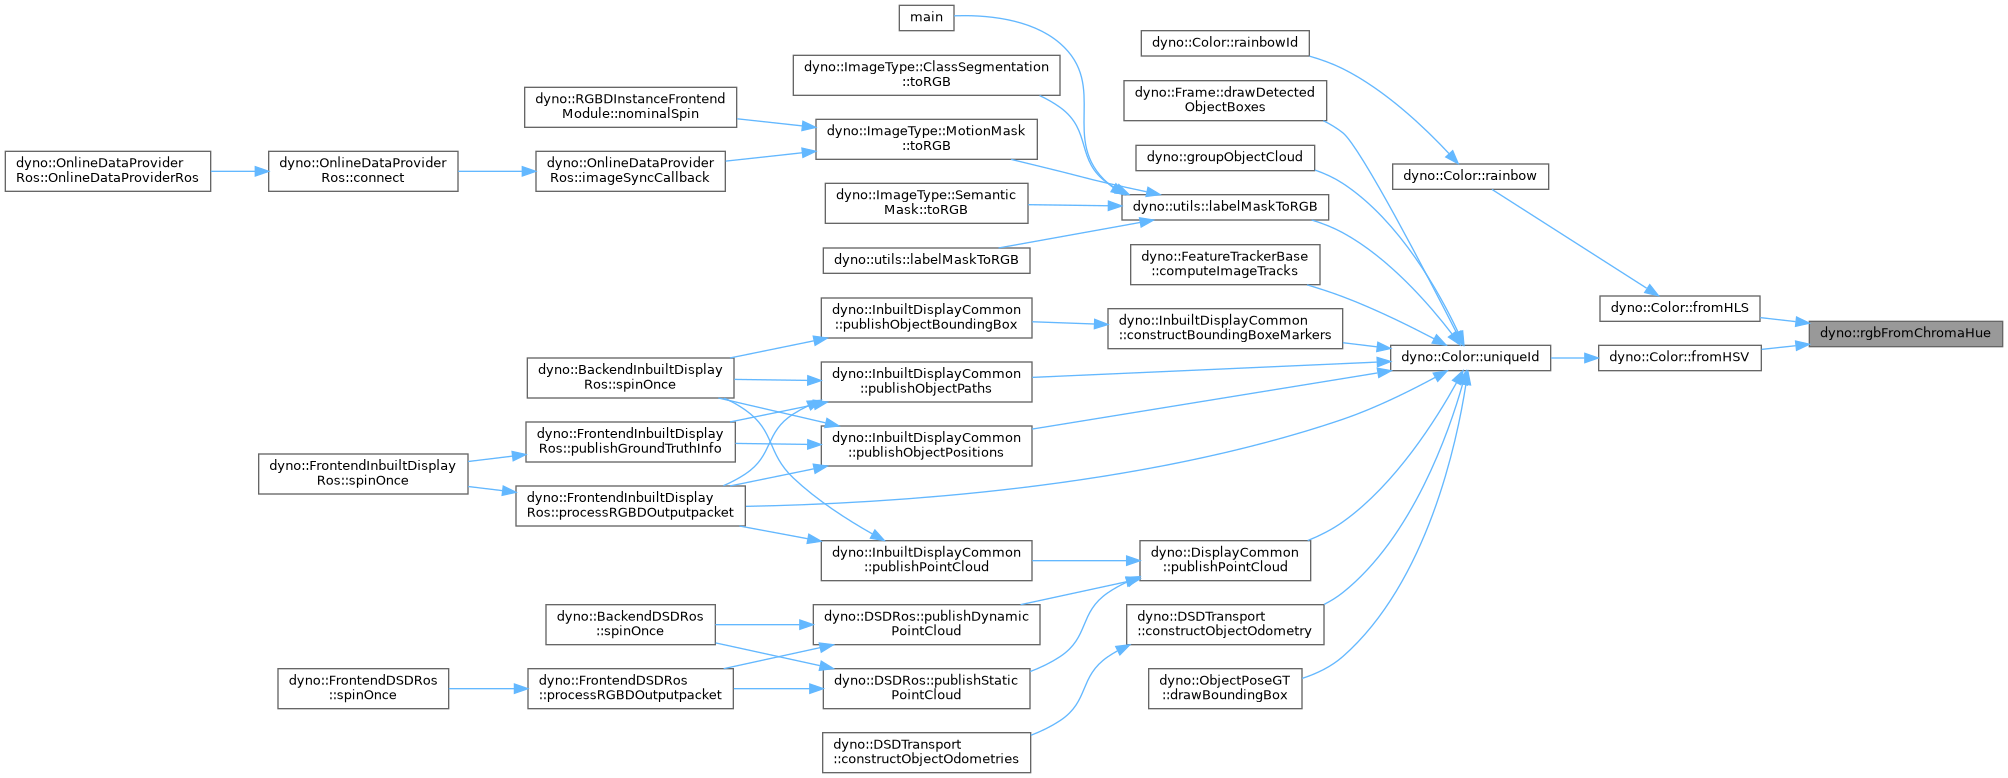 main
dyno::Color::rainbowId
dyno::ImageType::ClassSegmentation
::toRGB
dyno::Frame::drawDetected
ObjectBoxes
dyno::RGBDInstanceFrontend
Module::nominalSpin
dyno::ImageType::MotionMask
::toRGB
dyno::groupObjectCloud
dyno::OnlineDataProvider
Ros::OnlineDataProviderRos
dyno::OnlineDataProvider
Ros::connect
dyno::OnlineDataProvider
Ros::imageSyncCallback
dyno::Color::rainbow
dyno::ImageType::Semantic
Mask::toRGB
dyno::utils::labelMaskToRGB
dyno::utils::labelMaskToRGB
dyno::FeatureTrackerBase
::computeImageTracks
dyno::Color::fromHLS
dyno::InbuiltDisplayCommon
::publishObjectBoundingBox
dyno::InbuiltDisplayCommon
::constructBoundingBoxeMarkers
dyno::rgbFromChromaHue
dyno::Color::uniqueId
dyno::Color::fromHSV
dyno::BackendInbuiltDisplay
Ros::spinOnce
dyno::InbuiltDisplayCommon
::publishObjectPaths
dyno::FrontendInbuiltDisplay
Ros::publishGroundTruthInfo
dyno::InbuiltDisplayCommon
::publishObjectPositions
dyno::FrontendInbuiltDisplay
Ros::spinOnce
dyno::FrontendInbuiltDisplay
Ros::processRGBDOutputpacket
dyno::InbuiltDisplayCommon
::publishPointCloud
dyno::DisplayCommon
::publishPointCloud
dyno::BackendDSDRos
::spinOnce
dyno::DSDRos::publishDynamic
PointCloud
dyno::DSDTransport
::constructObjectOdometry
dyno::FrontendDSDRos
::spinOnce
dyno::FrontendDSDRos
::processRGBDOutputpacket
dyno::DSDRos::publishStatic
PointCloud
dyno::ObjectPoseGT
::drawBoundingBox
dyno::DSDTransport
::constructObjectOdometries